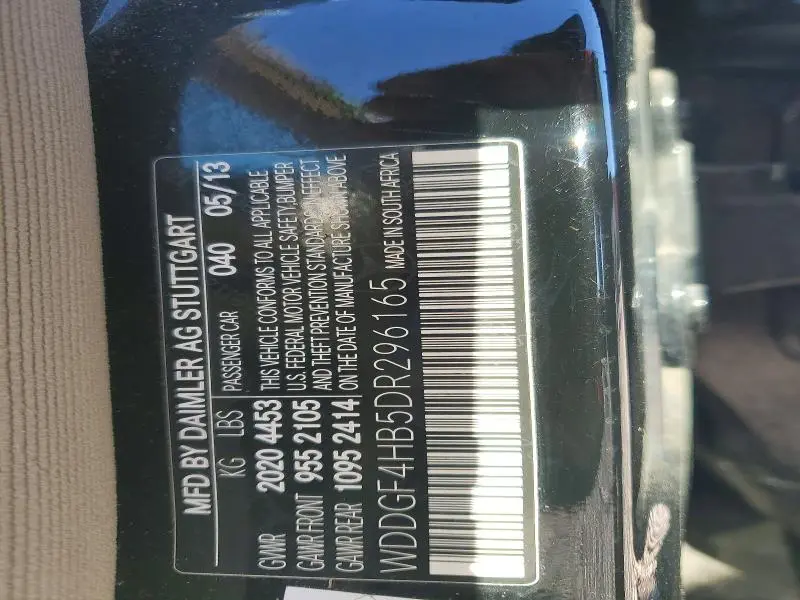 MFD BY DAIMLER AG STUTTGART
KG LBS PASSENGER CAR 040 05/13
GVWR 2020 4453 THIS VEHICLE CONFORMS TO ALL APPLICABLE
GAWR FRONT 955 2105 U.S. FEDERAL MOTOR VEHICLE SAFETY, BUMPER
AND THEFT PREVENTION STANDARDS IN EFFECT
GAWR REAR 1095 2414 ON THE DATE OF MANUFACTURE SHOWN ABOVE
WDDGF4HB5DR296165 MADE IN SOUTH AFRICA